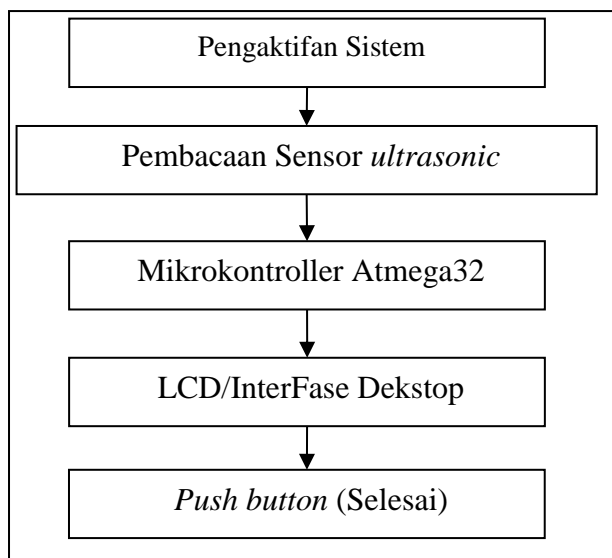 Pengaktifan Sistem
Pembacaan Sensor ultrasonic
Mikrokontroller Atmega32
LCD/InterFase Dekstop
Push button (Selesai)